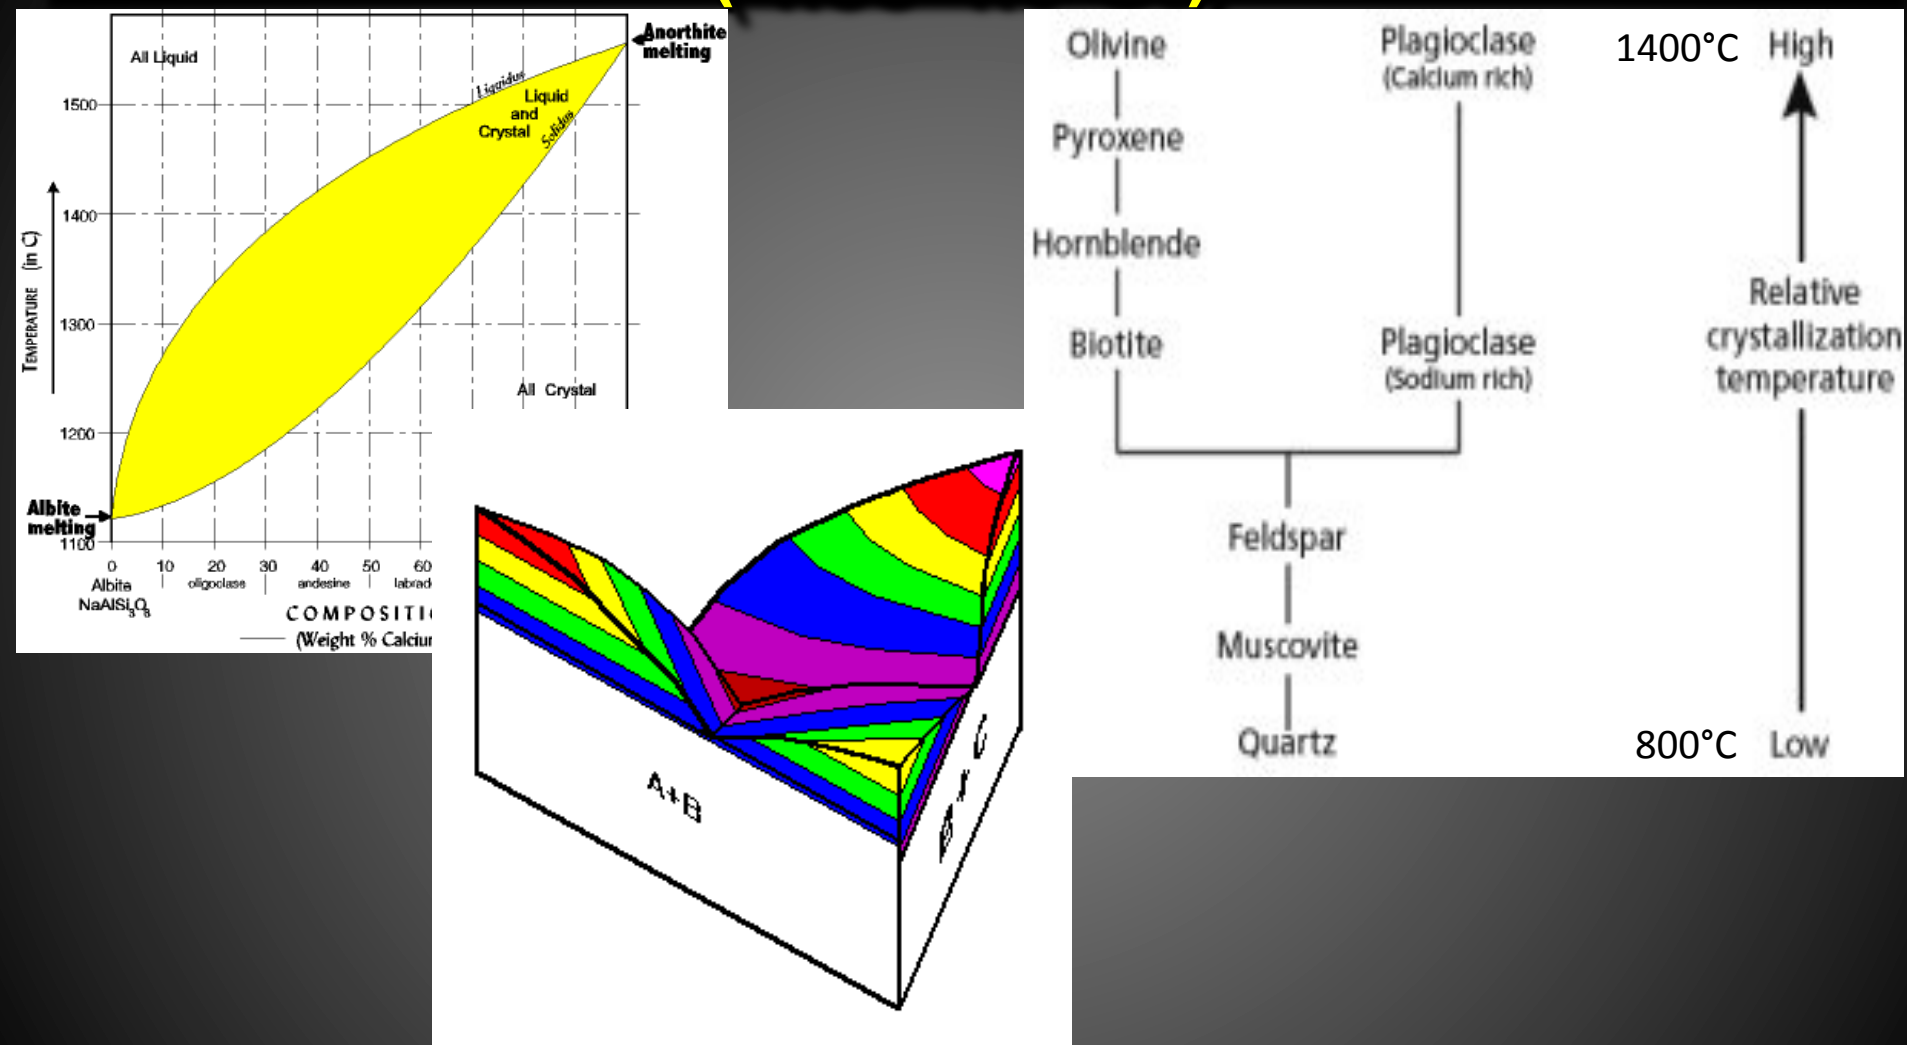 Anorthite
melting
All Liquid
Liquidus
Liquid
and
Crystal
Solidus
1500
1400
1300
1200
1100
TEMPERATURE (in C)
All Crystal
Albite
melting
0 10 20 30 40 50 60
Albite oligoclase andesine
NaAlSi3O8
(Weight %
A+B
Olivine
Pyroxene
Hornblende
Biotite
Plagioclase
(Calcium rich)
Plagioclase
(Sodium rich)
Feldspar
Muscovite
Quartz
1400°C High
Relative
crystallization
temperature
800°C Low